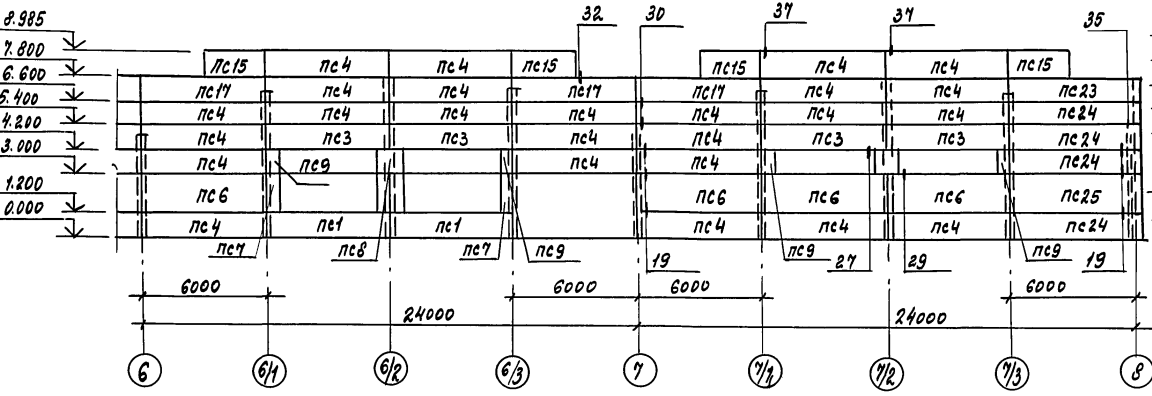 8.985 32 30 37 37 35
7.800
6.600 пс15 пс4 пс4 пс15 пс15 пс4 пс4 пс15
5.400 пс17 пс4 пс4 пс17 пс17 пс4 пс4 пс23
4.200 пс4 пс4 пс4 пс4 пс4 пс4 пс4 пс24
3.000 пс4 пс3 пс3 пс4 пс4 пс3 пс3 пс24
пс4 пс9 пс4 пс4 пс24
1.200 пс6 пс6 пс6 пс6 пс25
0.000 пс4 пс1 пс1 пс4 пс4 пс4 пс24
пс7 пс8 пс7 пс9 19 пс9 27 29 пс9 19
6000 6000 6000 6000
24000 24000
6 6/1 6/2 6/3 7 7/1 7/2 7/3 8